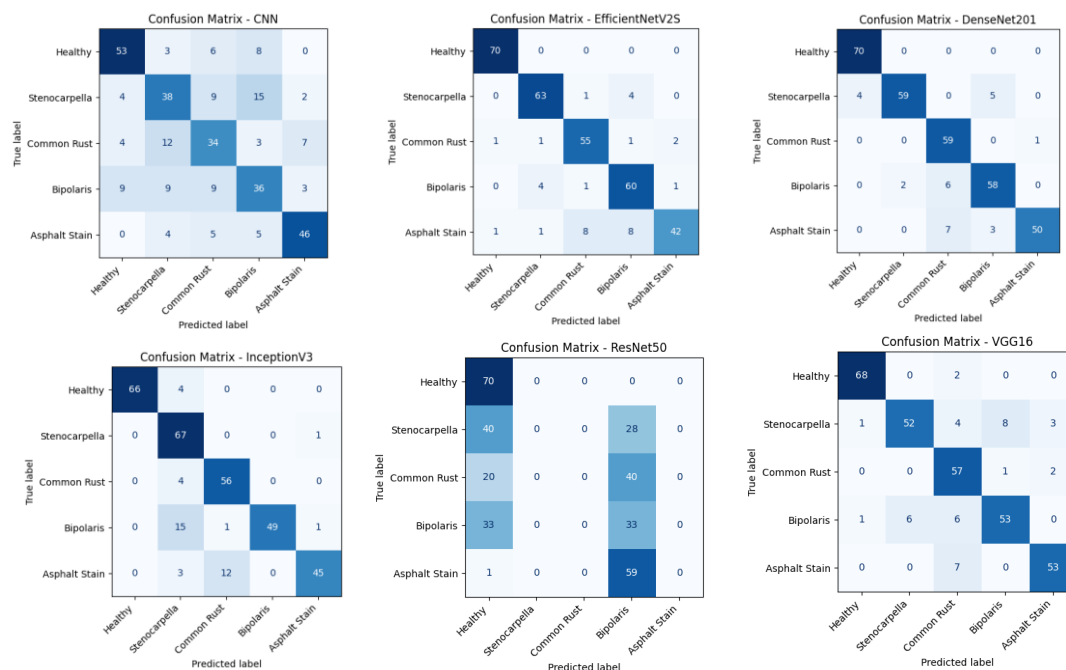 Confusion Matrix - CNN
True label
Healthy 53 3 6 8 0
Stenocarpella 4 38 9 15 2
Common Rust 4 12 34 3 7
Bipolaris 9 9 9 36 3
Asphalt Stain 0 4 5 5 46
Healthy Stenocarpella Common Rust Bipolaris Asphalt Stain
Predicted label
Confusion Matrix - EfficientNetV2S
True label
Healthy 70 0 0 0 0
Stenocarpella 0 63 1 4 0
Common Rust 1 1 55 1 2
Bipolaris 0 4 1 60 1
Asphalt Stain 1 1 8 8 42
Healthy Stenocarpella Common Rust Bipolaris Asphalt Stain
Predicted label
Confusion Matrix - DenseNet201
True label
Healthy 70 0 0 0 0
Stenocarpella 4 59 0 5 0
Common Rust 0 0 59 0 1
Bipolaris 0 2 6 58 0
Asphalt Stain 0 0 7 3 50
Healthy Stenocarpella Common Rust Bipolaris Asphalt Stain
Predicted label
Confusion Matrix - InceptionV3
True label
Healthy 66 4 0 0 0
Stenocarpella 0 67 0 0 1
Common Rust 0 4 56 0 0
Bipolaris 0 15 1 49 1
Asphalt Stain 0 3 12 0 45
Healthy Stenocarpella Common Rust Bipolaris Asphalt Stain
Predicted label
Confusion Matrix - ResNet50
True label
Healthy 70 0 0 0 0
Stenocarpella 40 0 0 28 0
Common Rust 20 0 0 40 0
Bipolaris 33 0 0 33 0
Asphalt Stain 1 0 0 59 0
Healthy Stenocarpella Common Rust Bipolaris Asphalt Stain
Predicted label
Confusion Matrix - VGG16
True label
Healthy 68 0 2 0 0
Stenocarpella 1 52 4 8 3
Common Rust 0 0 57 1 2
Bipolaris 1 6 6 53 0
Asphalt Stain 0 0 7 0 53
Healthy Stenocarpella Common Rust Bipolaris Asphalt Stain
Predicted label